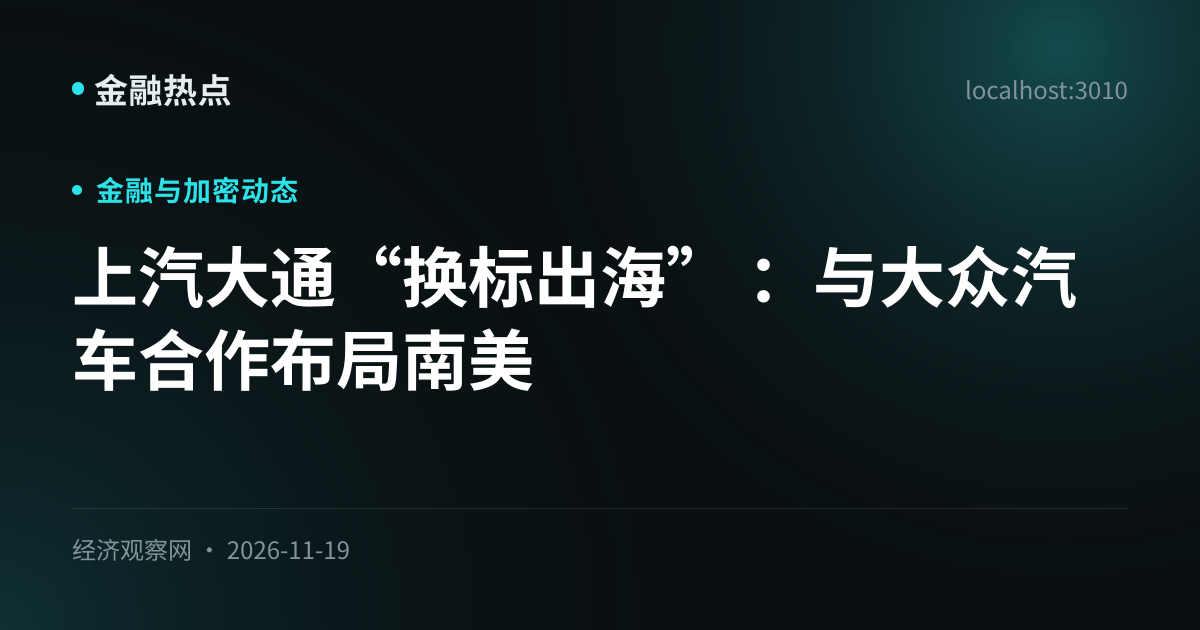 金融热点
localhost:3010
金融与加密动态
上汽大通“换标出海”：与大众汽
车合作布局南美
经济观察网 · 2026-11-19